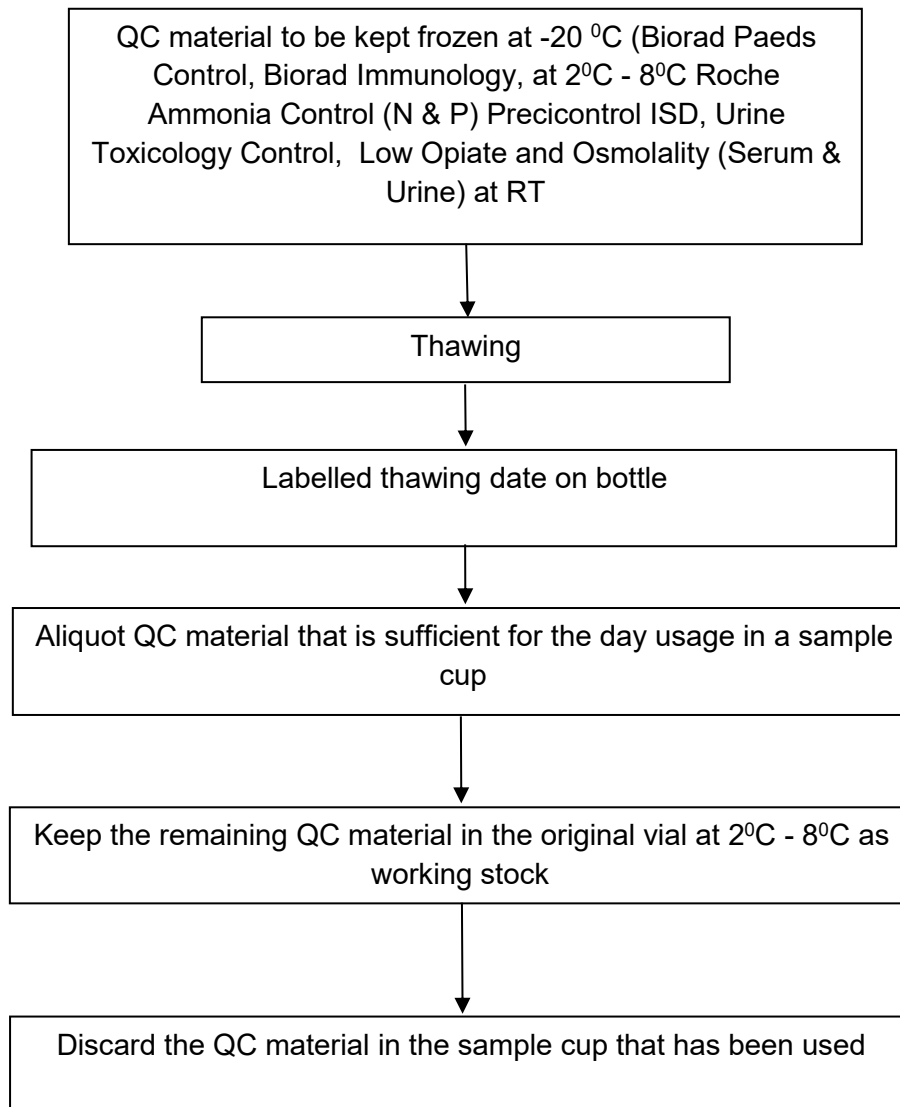 QC material to be kept frozen at -20 ⁰C (Biorad Paeds
Control, Biorad Immunology, at 2⁰C - 8⁰C Roche
Ammonia Control (N & P) Precicontrol ISD, Urine
Toxicology Control, Low Opiate and Osmolality (Serum &
Urine) at RT
Thawing
Labelled thawing date on bottle
Aliquot QC material that is sufficient for the day usage in a sample
cup
Keep the remaining QC material in the original vial at 2⁰C - 8⁰C as
working stock
Discard the QC material in the sample cup that has been used